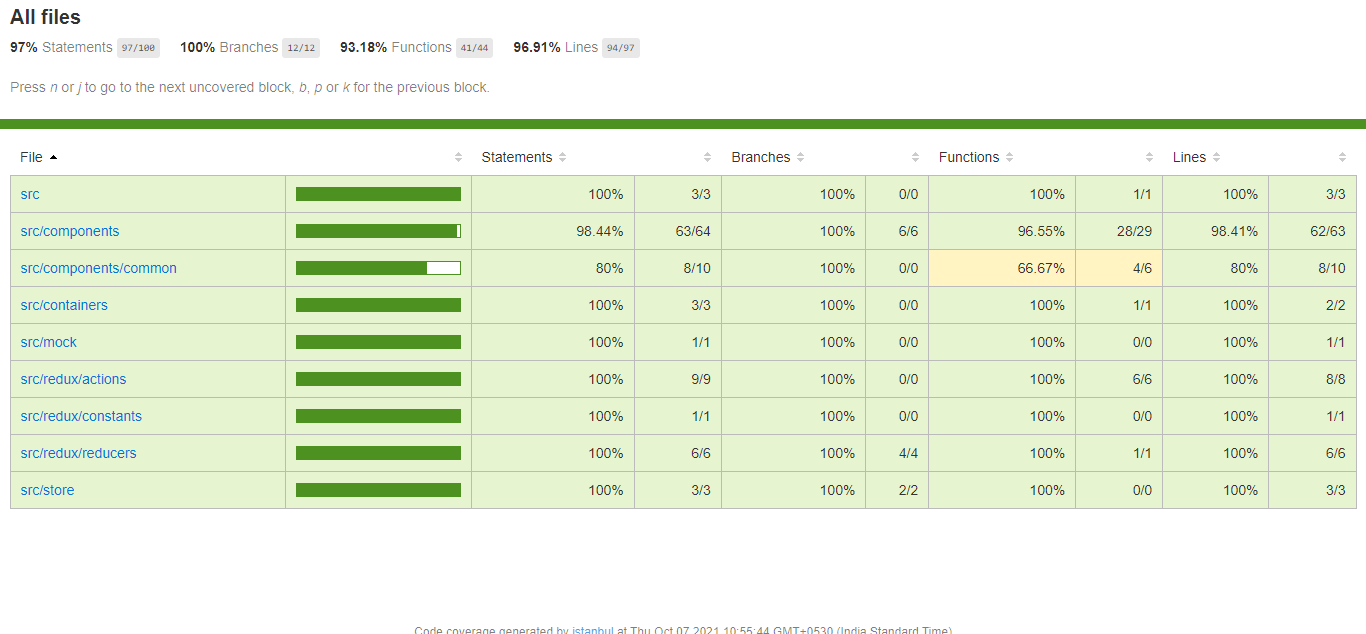 All files
97% Statements 97/100 100% Branches 12/12 93.18% Functions 41/44 96.91% Lines 94/97
Press n or j to go to the next uncovered block, b, p or k for the previous block.
File Statements Branches Functions Lines
src 100% 3/3 100% 0/0 100% 1/1 100% 3/3
src/components 98.44% 63/64 100% 6/6 96.55% 28/29 98.41% 62/63
src/components/common 80% 8/10 100% 0/0 66.67% 4/6 80% 8/10
src/containers 100% 3/3 100% 0/0 100% 1/1 100% 2/2
src/mock 100% 1/1 100% 0/0 100% 0/0 100% 1/1
src/redux/actions 100% 9/9 100% 0/0 100% 6/6 100% 8/8
src/redux/constants 100% 1/1 100% 0/0 100% 0/0 100% 1/1
src/redux/reducers 100% 6/6 100% 4/4 100% 1/1 100% 6/6
src/store 100% 3/3 100% 2/2 100% 0/0 100% 3/3
Code coverage generated by istanbul at Thu Oct 07 2021 10:55:44 GMT+0530 (India Standard Time)